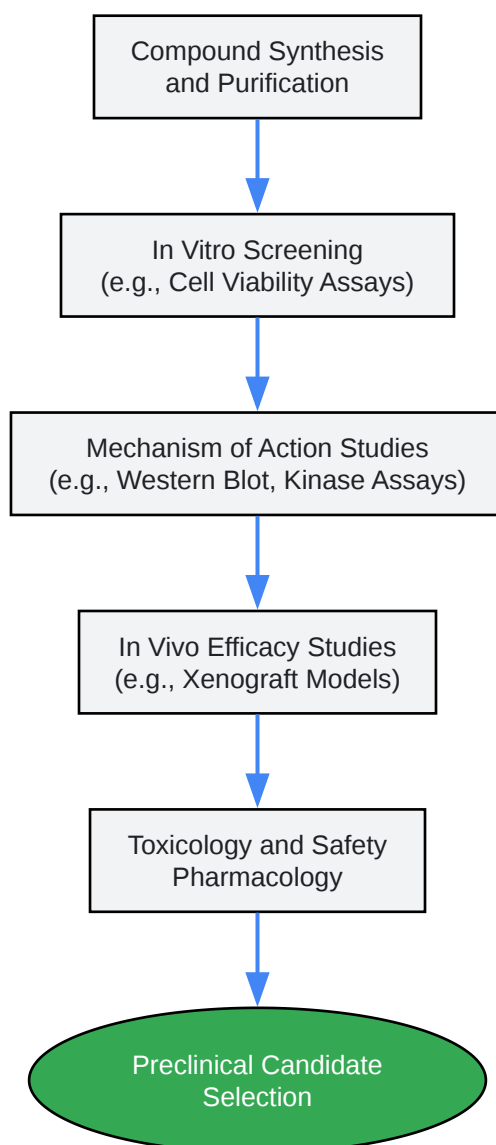 Compound Synthesis
and Purification
In Vitro Screening
(e.g., Cell Viability Assays)
Mechanism of Action Studies
(e.g., Western Blot, Kinase Assays)
In Vivo Efficacy Studies
(e.g., Xenograft Models)
Toxicology and Safety
Pharmacology
Preclinical Candidate
Selection